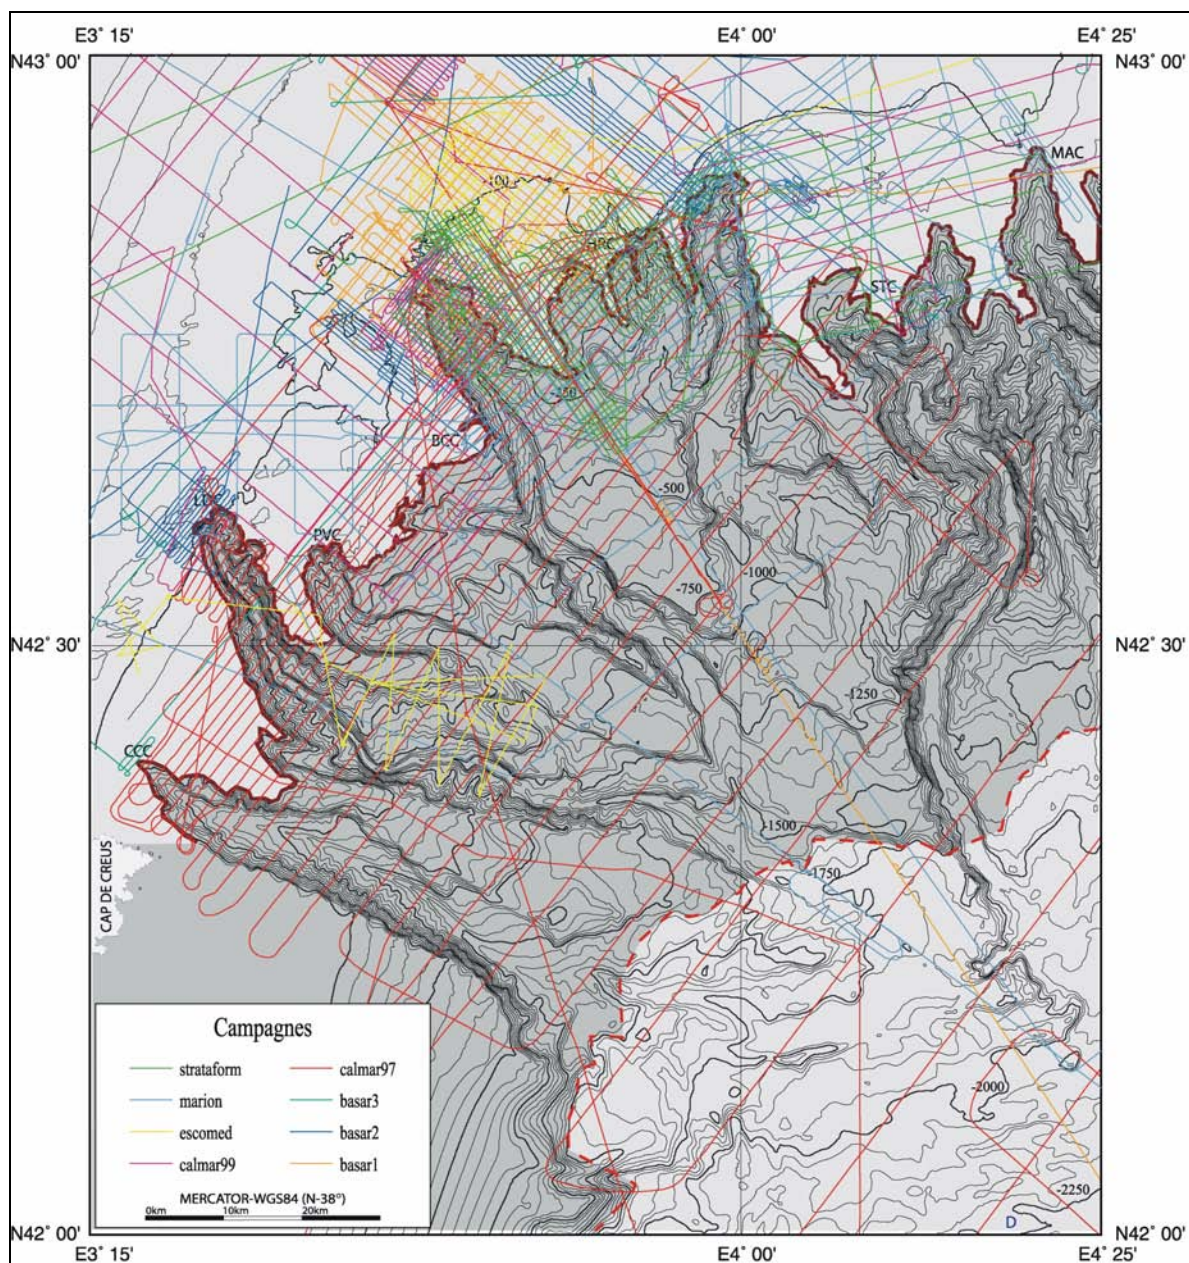 E3° 15'
E4° 00'
E4° 25'
N43° 00'
N43° 00'
MAC
-100
HRC
STC
BCC
-500
PVC
-1000
-750
N42° 30'
N42° 30'
-1250
CCC
-1500
-1750
CAP DE CREUS
-2000
-2250
D
Campagnes
strataform
calmar97
marion
basar3
escomed
basar2
calmar99
basar1
MERCATOR-WGS84 (N-38°)
0km 10km 20km
N42° 00'
N42° 00'
E3° 15'
E4° 00'
E4° 25'